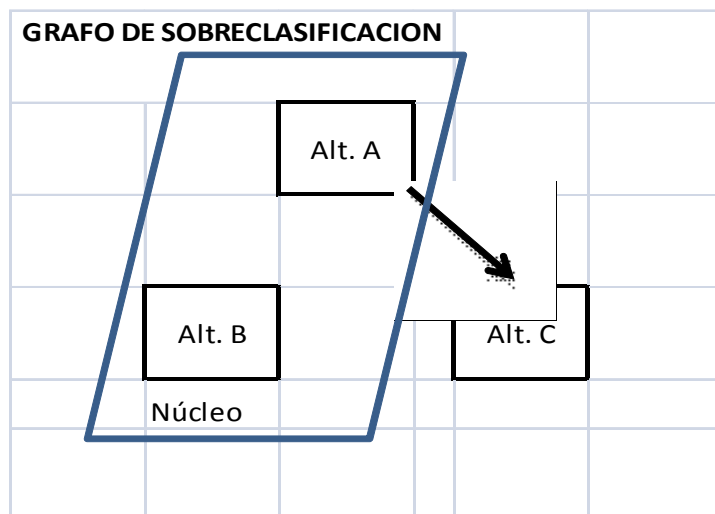 GRAFO DE SOBRECLASIFICACION
Alt. A
Alt. B
Alt. C
Núcleo